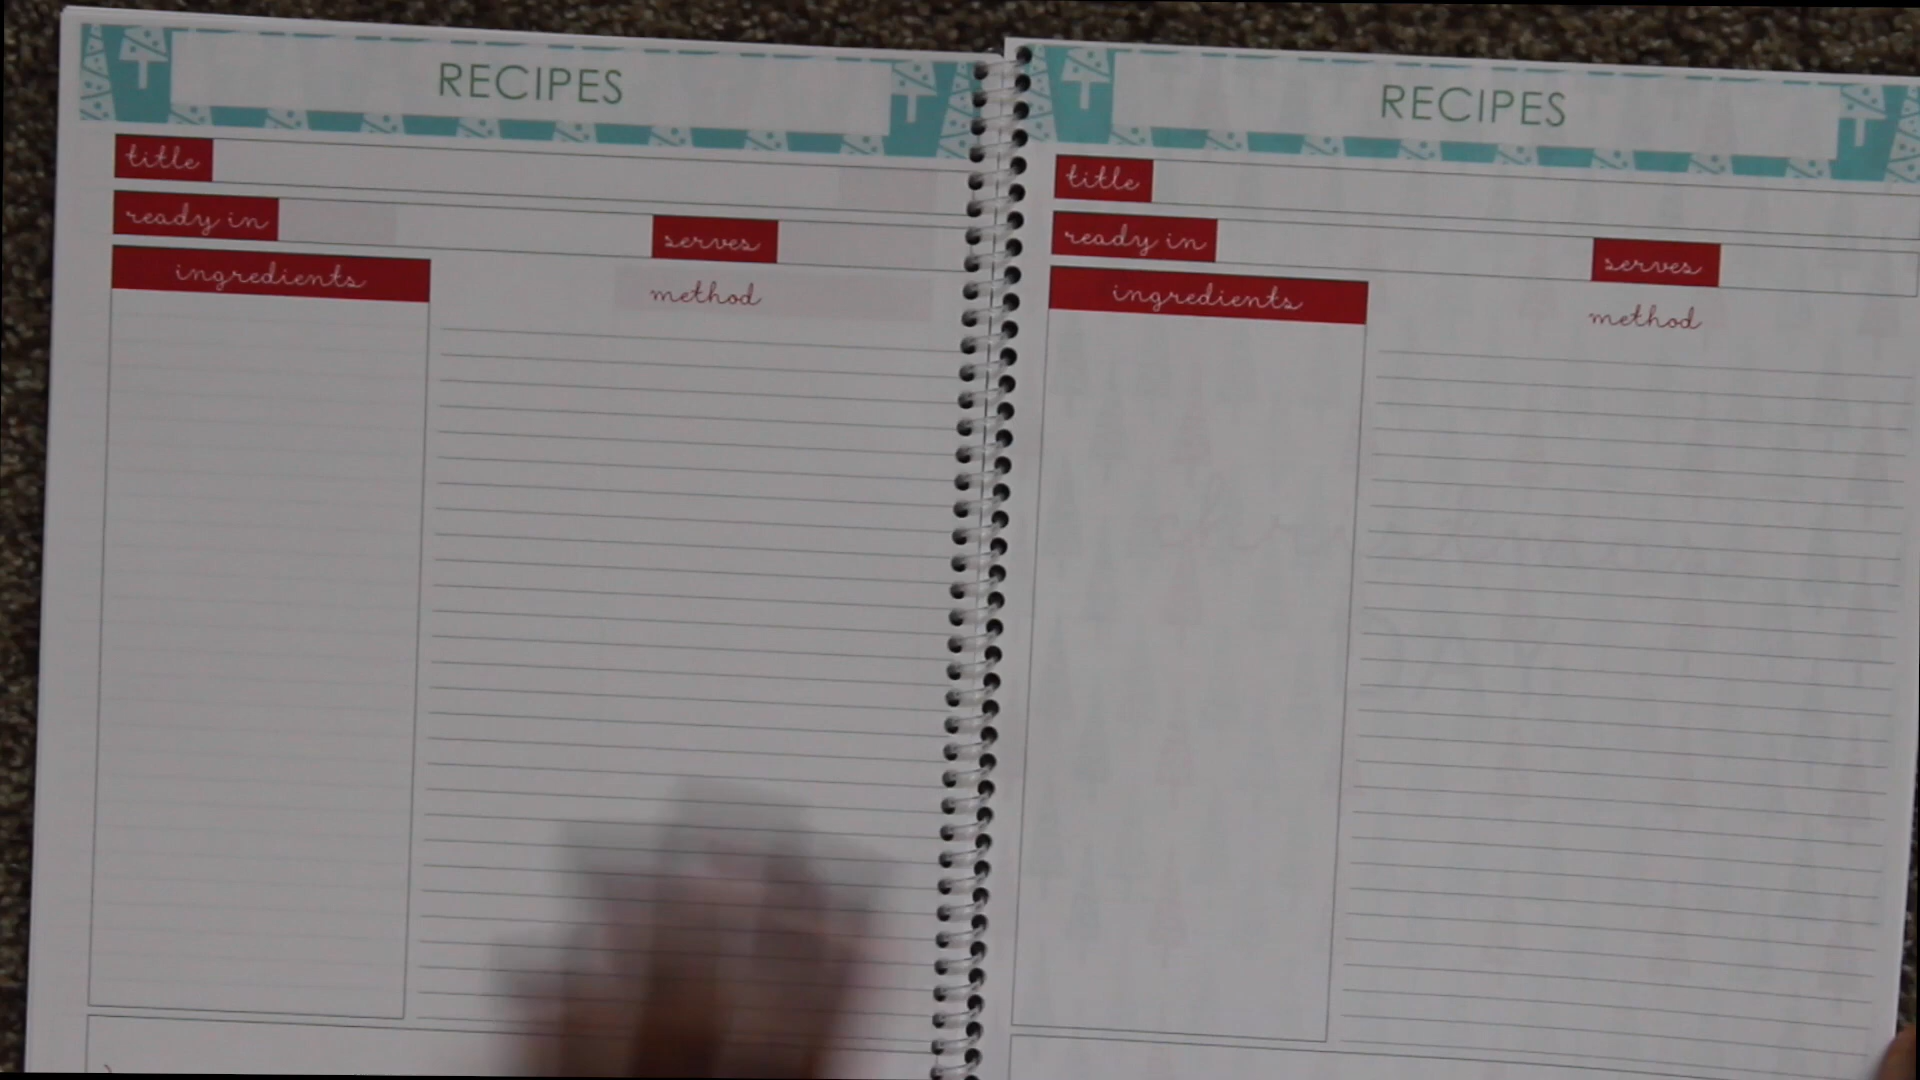 RECIPES
title
ready in
serves
ingredients
method
RECIPES
title
ready in
serves
ingredients
method